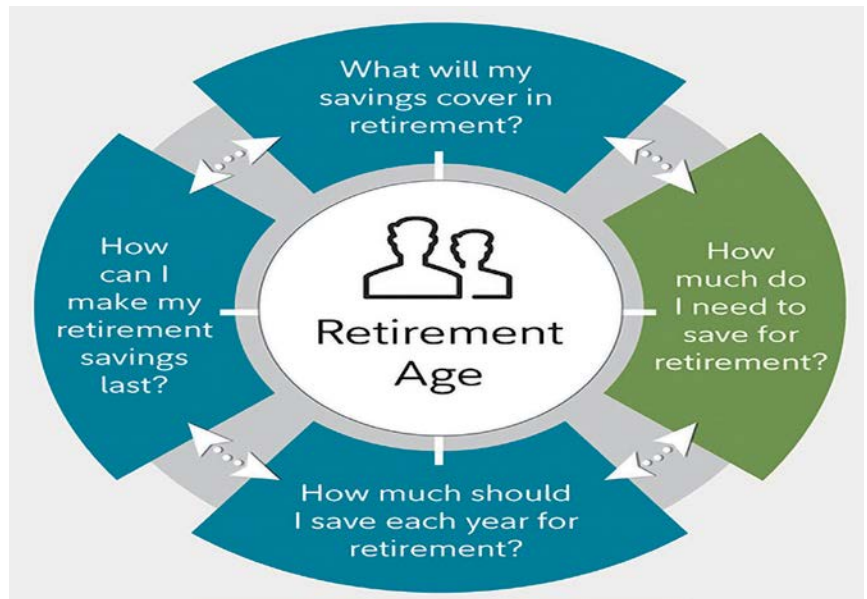 What will my
savings cover in
retirement?
How
can I
make my
retirement
savings
last?
Retirement
Age
How
much do
I need to
save for
retirement?
How much should
I save each year for
retirement?